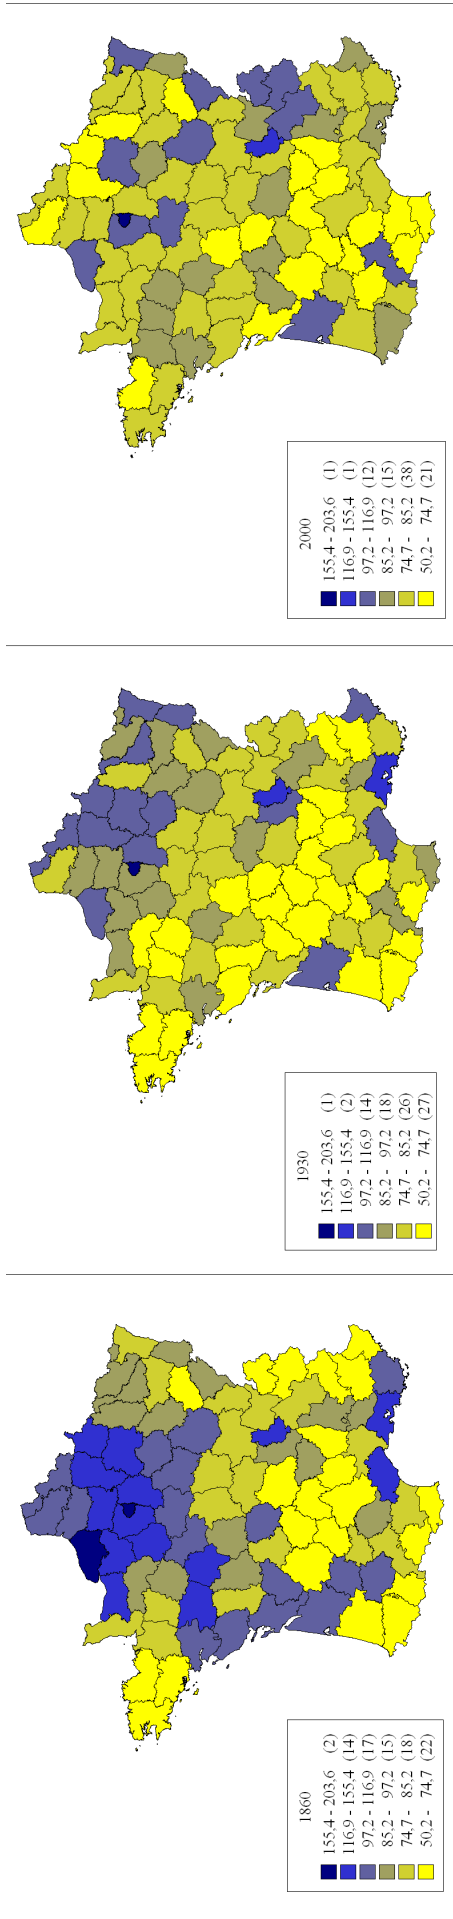 1860
155,4 - 203,6 (2)
116,9 - 155,4 (14)
97,2 - 116,9 (17)
85,2 - 97,2 (15)
74,7 - 85,2 (18)
50,2 - 74,7 (22)
1930
155,4 - 203,6 (1)
116,9 - 155,4 (2)
97,2 - 116,9 (14)
85,2 - 97,2 (18)
74,7 - 85,2 (26)
50,2 - 74,7 (27)
2000
155,4 - 203,6 (1)
116,9 - 155,4 (1)
97,2 - 116,9 (12)
85,2 - 97,2 (15)
74,7 - 85,2 (38)
50,2 - 74,7 (21)